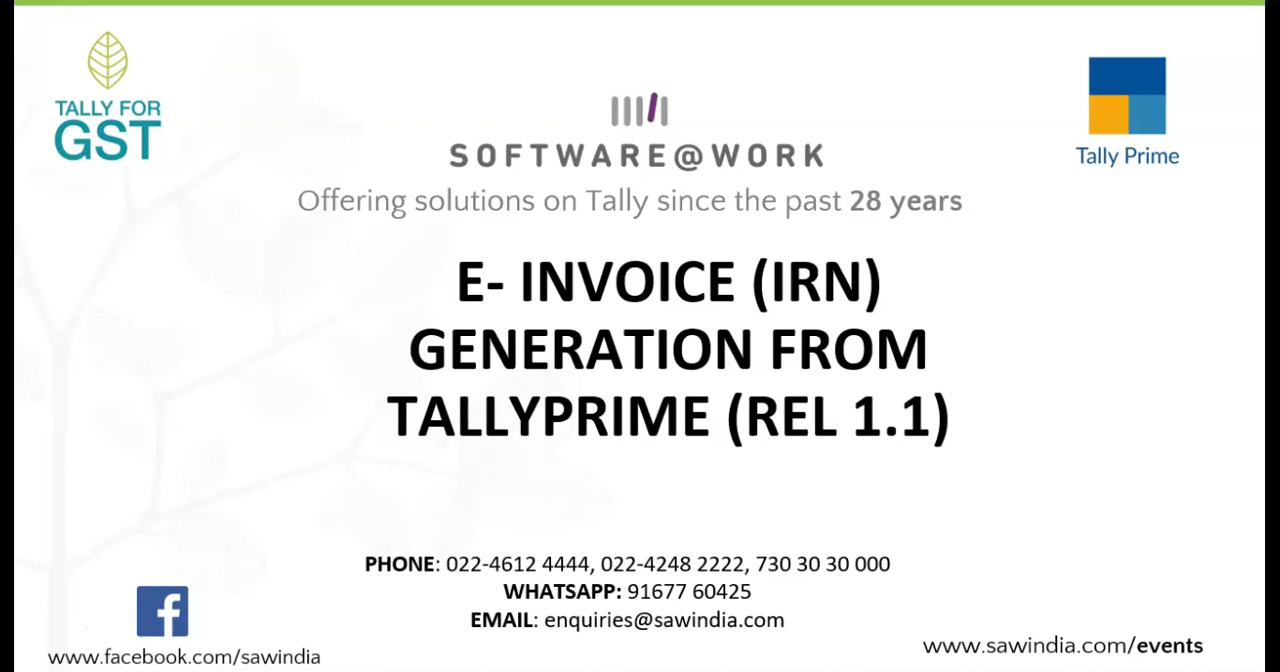 TALLY FOR
GST
Tally Prime
SOFTWARE@WORK
Offering solutions on Tally since the past 28 years
E- INVOICE (IRN)
GENERATION FROM
TALLYPRIME (REL 1.1)
PHONE: 022-4612 4444, 022-4248 2222, 730 30 30 000
WHATSAPP: 91677 60425
EMAIL: enquiries@sawindia.com
www.facebook.com/sawindia
www.sawindia.com/events